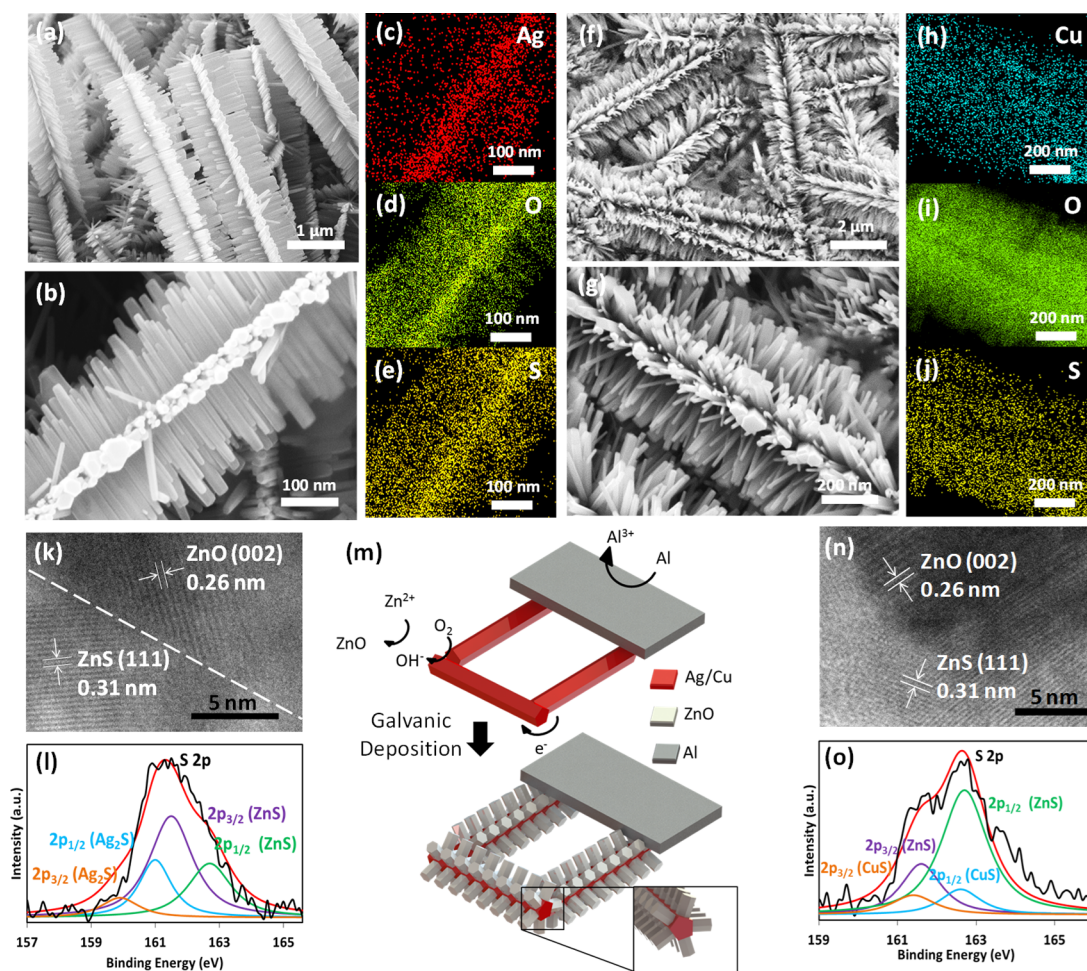 (a)
1 µm
(b)
100 nm
(c)
Ag
100 nm
(d)
O
100 nm
(e)
S
100 nm
(f)
2 µm
(g)
200 nm
(h)
Cu
200 nm
(i)
O
200 nm
(j)
S
200 nm
(k)
ZnO (002)
0.26 nm
ZnS (111)
0.31 nm
5 nm
(l)
S 2p
2p3/2 (ZnS)
2p1/2 (Ag2S)
2p1/2 (ZnS)
2p3/2 (Ag2S)
Intensity (a.u.)
157 159 161 163 165
Binding Energy (eV)
(m)
Al3+
Al
Zn2+
ZnO
O2
OH-
e-
Galvanic
Deposition
Ag/Cu
ZnO
Al
(n)
ZnO (002)
0.26 nm
ZnS (111)
0.31 nm
5 nm
(o)
S 2p
2p1/2 (ZnS)
2p3/2 (ZnS)
2p3/2 (CuS)
2p1/2 (CuS)
Intensity (a.u.)
159 161 163 165
Binding Energy (eV)